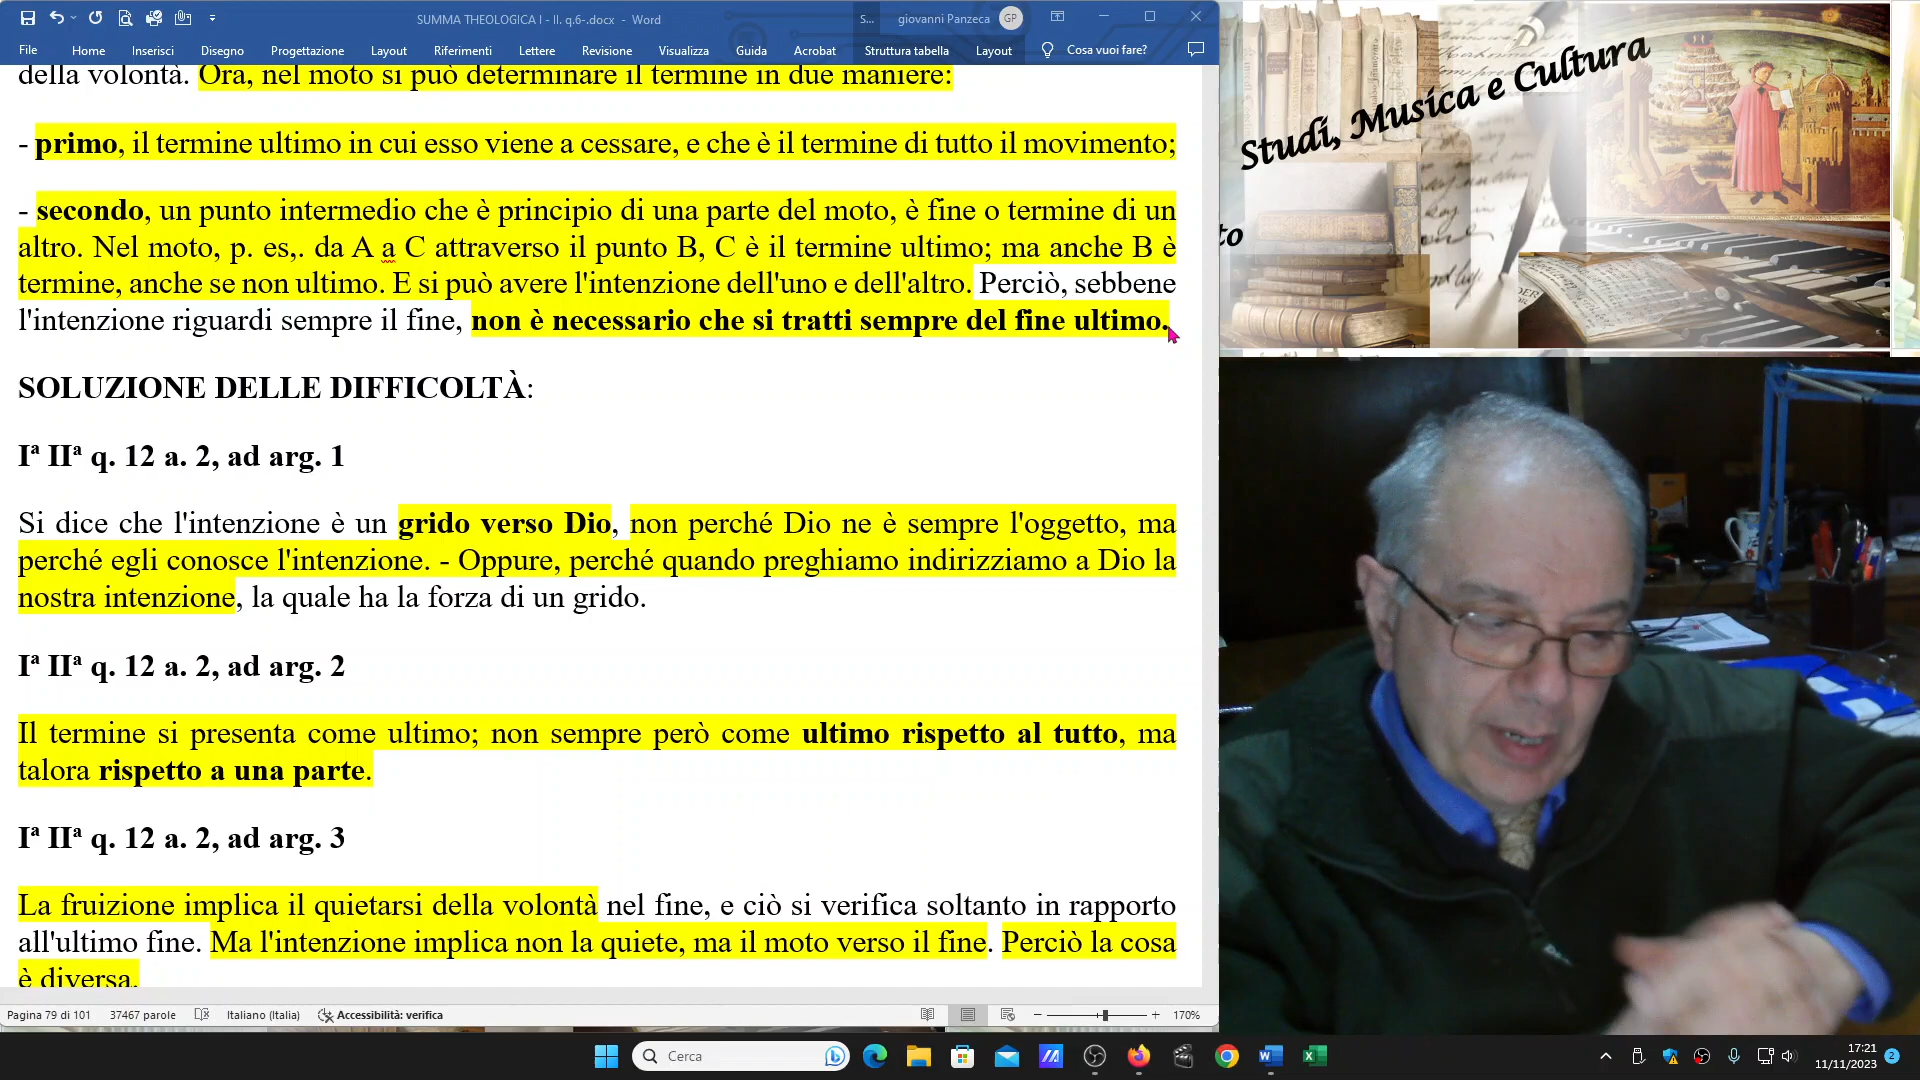 SUMMA THEOLOGICA I - II. q.6-.docx - Word
S...
giovanni Panzeca
GP
File Home Inserisci Disegno Progettazione Layout Riferimenti Lettere Revisione Visualizza Guida Acrobat Struttura tabella Layout Cosa vuoi fare?
della volontà. Ora, nel moto si può determinare il termine in due maniere:
- primo, il termine ultimo in cui esso viene a cessare, e che è il termine di tutto il movimento;
- secondo, un punto intermedio che è principio di una parte del moto, è fine o termine di un
altro. Nel moto, p. es,. da A a C attraverso il punto B, C è il termine ultimo; ma anche B è
termine, anche se non ultimo. E si può avere l'intenzione dell'uno e dell'altro. Perciò, sebbene
l'intenzione riguardi sempre il fine, non è necessario che si tratti sempre del fine ultimo.
SOLUZIONE DELLE DIFFICOLTÀ:
Iª IIª q. 12 a. 2, ad arg. 1
Si dice che l'intenzione è un grido verso Dio, non perché Dio ne è sempre l'oggetto, ma
perché egli conosce l'intenzione. - Oppure, perché quando preghiamo indirizziamo a Dio la
nostra intenzione, la quale ha la forza di un grido.
Iª IIª q. 12 a. 2, ad arg. 2
Il termine si presenta come ultimo; non sempre però come ultimo rispetto al tutto, ma
talora rispetto a una parte.
Iª IIª q. 12 a. 2, ad arg. 3
La fruizione implica il quietarsi della volontà nel fine, e ciò si verifica soltanto in rapporto
all'ultimo fine. Ma l'intenzione implica non la quiete, ma il moto verso il fine. Perciò la cosa
è diversa.
Pagina 79 di 101 37467 parole Italiano (Italia) Accessibilità: verifica 170%
Studi, Musica e Cultura
to
Cerca
17:21
11/11/2023
2